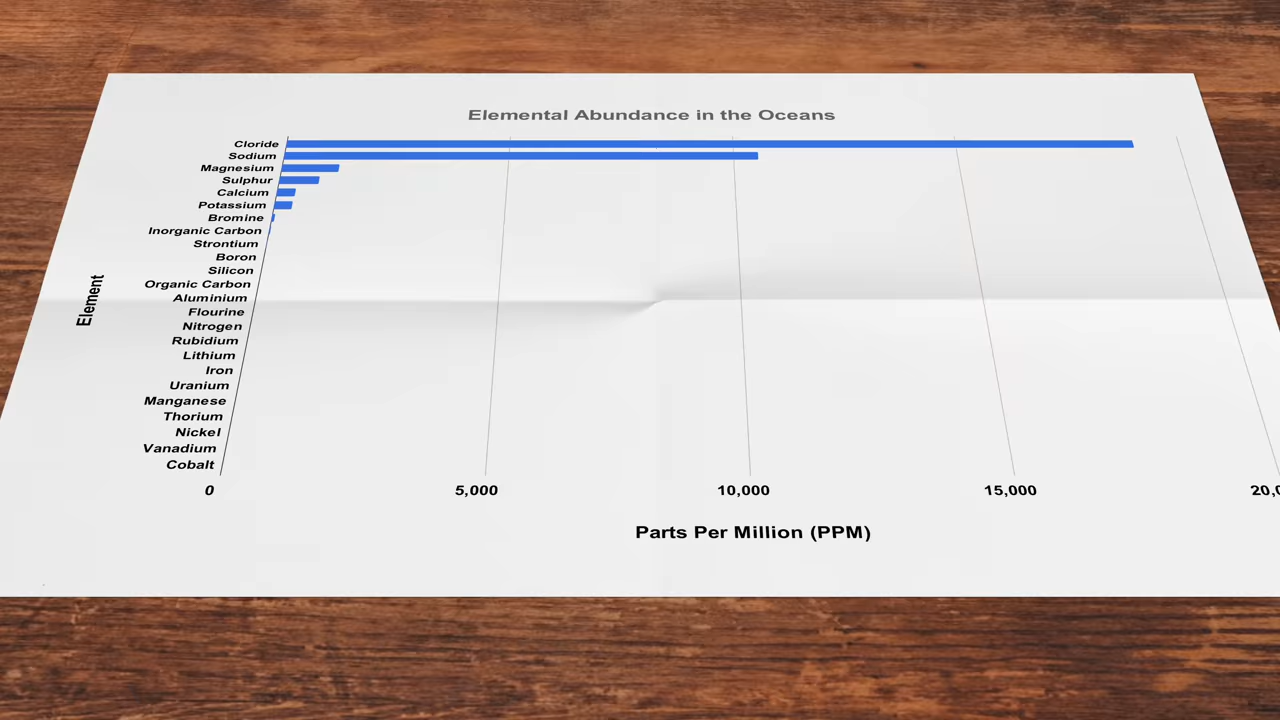 Elemental Abundance in the Oceans
Cloride
Sodium
Magnesium
Sulphur
Calcium
Potassium
Bromine
Inorganic Carbon
Strontium
Boron
Silicon
Organic Carbon
Aluminium
Flourine
Nitrogen
Rubidium
Lithium
Iron
Uranium
Manganese
Thorium
Nickel
Vanadium
Cobalt
Element
0 5,000 10,000 15,000
Parts Per Million (PPM)